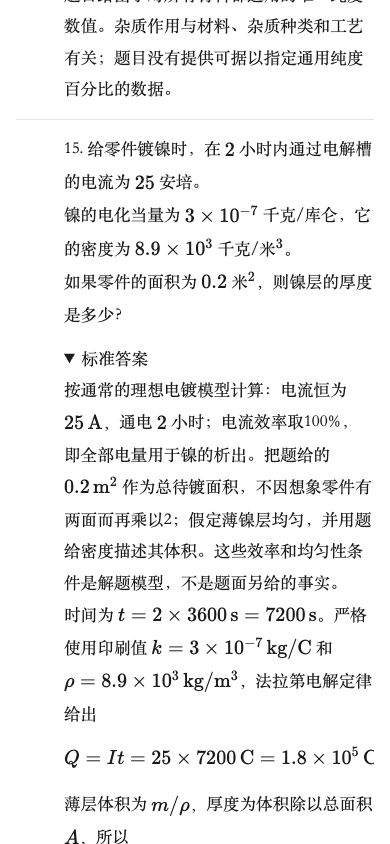 数值。杂质作用与材料、杂质种类和工艺
有关；题目没有提供可据以指定通用纯度
百分比的数据。
15. 给零件镀镍时，在 2 小时内通过电解槽
的电流为 25 安培。
镍的电化当量为 3 × 10⁻⁷ 千克/库仑，它
的密度为 8.9 × 10³ 千克/米³。
如果零件的面积为 0.2 米²，则镍层的厚度
是多少?
▼ 标准答案
按通常的理想电镀模型计算：电流恒为
25 A，通电 2 小时；电流效率取100%，
即全部电量用于镍的析出。把题给的
0.2 m² 作为总待镀面积，不因想象零件有
两面而再乘以2；假定薄镍层均匀，并用题
给密度描述其体积。这些效率和均匀性条
件是解题模型，不是题面另给的事实。
时间为 t = 2 × 3600 s = 7200 s。严格
使用印刷值 k = 3 × 10⁻⁷ kg/C 和
ρ = 8.9 × 10³ kg/m³，法拉第电解定律
给出
Q = It = 25 × 7200 C = 1.8 × 10⁵ C
薄层体积为 m/ρ，厚度为体积除以总面积
A，所以